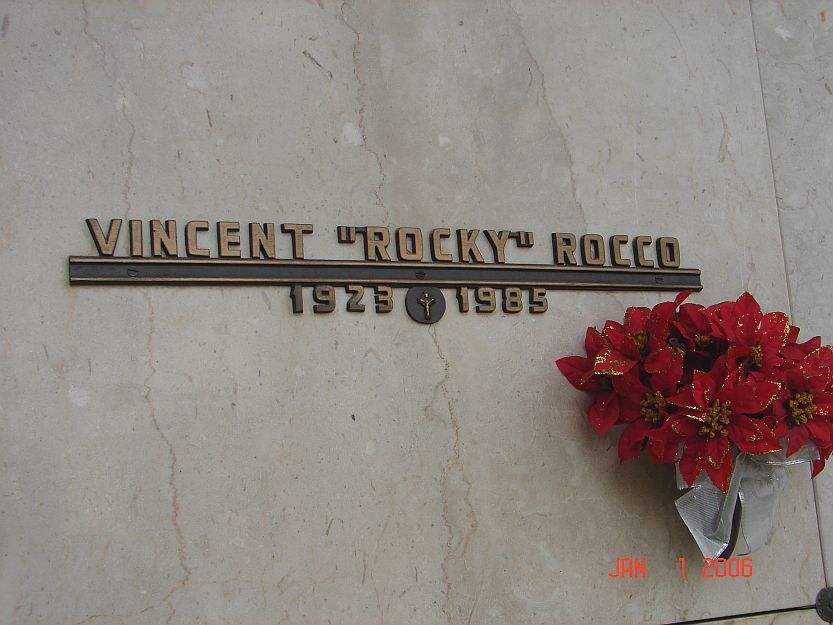 VINCENT "ROCKY" ROCCO
1923 1985
JAN 1 2006